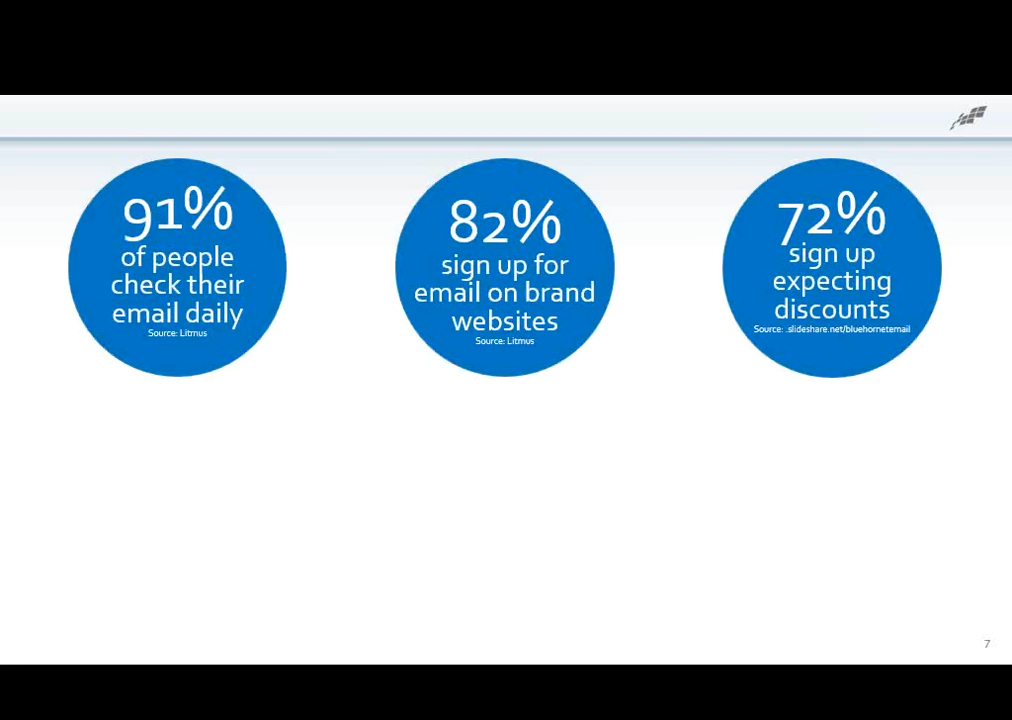 91%
of people
check their
email daily
Source: Litmus
82%
sign up for
email on brand
websites
Source: Litmus
72%
sign up
expecting
discounts
Source: .slideshare.net/bluehornetemail
7